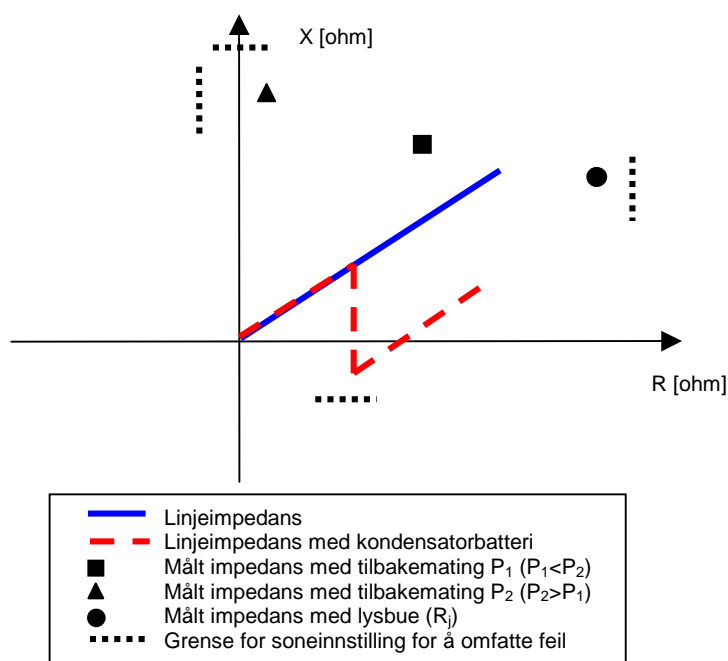 X [ohm]
R [ohm]
Linjeimpedans
Linjeimpedans med kondensatorbatteri
Målt impedans med tilbakemating P₁ (P₁<P₂)
Målt impedans med tilbakemating P₂ (P₂>P₁)
Målt impedans med lysbue (Rⱼ)
Grense for soneinnstilling for å omfatte feil